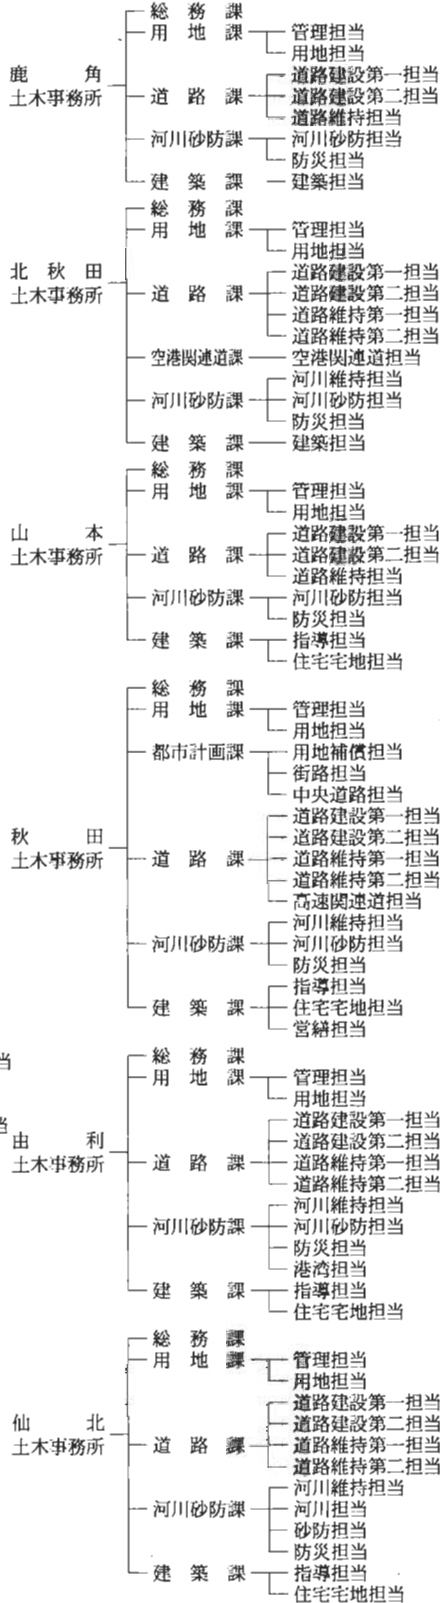 総務課
用地課 管理担当
用地担当
鹿角 道路建設第一担当
土木事務所 道路課 道路建設第二担当
道路維持担当
河川砂防課 河川砂防担当
防災担当
建築課 建築担当
総務課
用地課 管理担当
用地担当
北秋田 道路建設第一担当
土木事務所 道路課 道路建設第二担当
道路維持第一担当
道路維持第二担当
空港関連道課 空港関連道担当
河川維持担当
河川砂防課 河川砂防担当
防災担当
建築課 建築担当
総務課
用地課 管理担当
用地担当
山本 道路建設第一担当
土木事務所 道路課 道路建設第二担当
道路維持担当
河川砂防課 河川砂防担当
防災担当
建築課 指導担当
住宅宅地担当
総務課
用地課 管理担当
用地担当
都市計画課 用地補償担当
街路担当
中央道路担当
道路建設第一担当
秋田 道路建設第二担当
土木事務所 道路課 道路維持第一担当
道路維持第二担当
高速関連道担当
河川維持担当
河川砂防課 河川砂防担当
防災担当
指導担当
建築課 住宅宅地担当
営繕担当
総務課
当
用地課 管理担当
用地担当
道路建設第一担当
当
由利 道路建設第二担当
土木事務所 道路課 道路維持第一担当
道路維持第二担当
河川維持担当
河川砂防課 河川砂防担当
防災担当
港湾担当
建築課 指導担当
住宅宅地担当
総務課
用地課 管理担当
用地担当
道路建設第一担当
仙北 道路建設第二担当
土木事務所 道路課 道路維持第一担当
道路維持第二担当
河川維持担当
河川砂防課 河川担当
砂防担当
防災担当
建築課 指導担当
住宅宅地担当